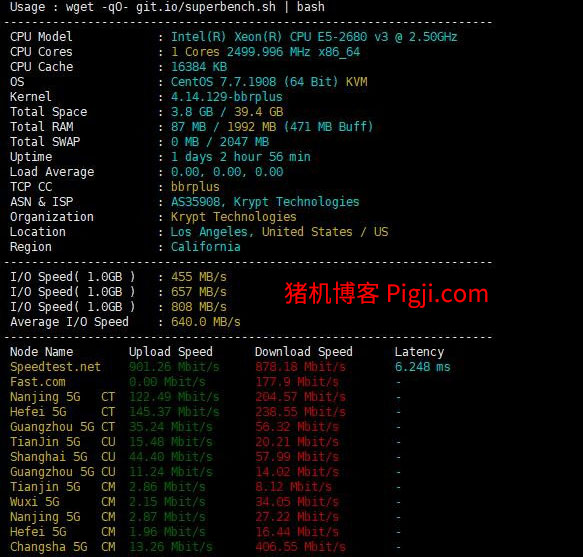 Usage : wget -qO- git.io/superbench.sh | bash
----------------------------------------------------------------------
CPU Model : Intel(R) Xeon(R) CPU E5-2680 v3 @ 2.50GHz
CPU Cores : 1 Cores 2499.996 MHz x86_64
CPU Cache : 16384 KB
OS : CentOS 7.7.1908 (64 Bit) KVM
Kernel : 4.14.129-bbrplus
Total Space : 3.8 GB / 39.4 GB
Total RAM : 87 MB / 1992 MB (471 MB Buff)
Total SWAP : 0 MB / 2047 MB
Uptime : 1 days 2 hour 56 min
Load Average : 0.00, 0.00, 0.00
TCP CC : bbrplus
ASN & ISP : AS35908, Krypt Technologies
Organization : Krypt Technologies
Location : Los Angeles, United States / US
Region : California
----------------------------------------------------------------------
I/O Speed( 1.0GB ) : 455 MB/s
I/O Speed( 1.0GB ) : 657 MB/s
I/O Speed( 1.0GB ) : 808 MB/s
Average I/O Speed : 640.0 MB/s
猪机博客 Pigji.com
----------------------------------------------------------------------
Node Name Upload Speed Download Speed Latency
Speedtest.net 901.26 Mbit/s 878.18 Mbit/s 6.248 ms
Fast.com 0.00 Mbit/s 177.9 Mbit/s -
Nanjing 5G CT 122.49 Mbit/s 204.57 Mbit/s -
Hefei 5G CT 145.37 Mbit/s 238.55 Mbit/s -
Guangzhou 5G CT 35.24 Mbit/s 56.32 Mbit/s -
TianJin 5G CU 15.48 Mbit/s 20.21 Mbit/s -
Shanghai 5G CU 44.40 Mbit/s 57.99 Mbit/s -
Guangzhou 5G CU 11.24 Mbit/s 14.02 Mbit/s -
Tianjin 5G CM 2.86 Mbit/s 8.12 Mbit/s -
Wuxi 5G CM 2.15 Mbit/s 34.05 Mbit/s -
Nanjing 5G CM 2.87 Mbit/s 27.22 Mbit/s -
Hefei 5G CM 1.96 Mbit/s 16.44 Mbit/s -
Changsha 5G CM 13.26 Mbit/s 406.55 Mbit/s -